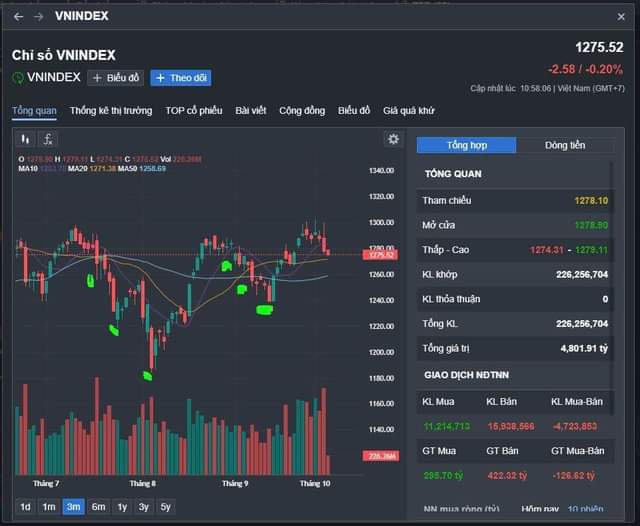 VNINDEX
Chỉ số VNINDEX
1275.52
VNINDEX
Biểu đồ
Theo dõi
-2.58 / -0.20%
Cập nhật lúc 10:58:06 | Việt Nam (GMT+7)
Tổng quan Thống kê thị trường TOP cổ phiếu Bài viết Cộng đồng Biểu đồ Giá quá khứ
O 1278.90 H 1279.11 L 1274.31 C 1275.52 Vol 226.26M
MA10 MA20 1271.38 MA50 1258.69
1340.00
1300.00
1280.00
1275.52
1260.00
1240.00
1220.00
1200.00
1180.00
1160.00
1140.00
1120.00
1100.00
226.26M
Tháng 7 Tháng 8 Tháng 9 Tháng 10
1d 1m 3m 6m 1y 3y 5y
Tổng hợp Dòng tiền
TỔNG QUAN
Tham chiếu 1278.10
Mở cửa 1278.90
Thấp - Cao 1274.31 - 1279.11
KL khớp 226,256,704
KL thỏa thuận 0
Tổng KL 226,256,704
Tổng giá trị 4,801.91 tỷ
GIAO DỊCH NĐTNN
KL Mua KL Bán KL Mua-Bán
11,214,713 15,938,566 -4,723,853
GT Mua GT Bán GT Mua-Bán
295.70 tỷ 422.32 tỷ -126.62 tỷ
NN mua ròng (tỷ) Hôm nay 10 phiên